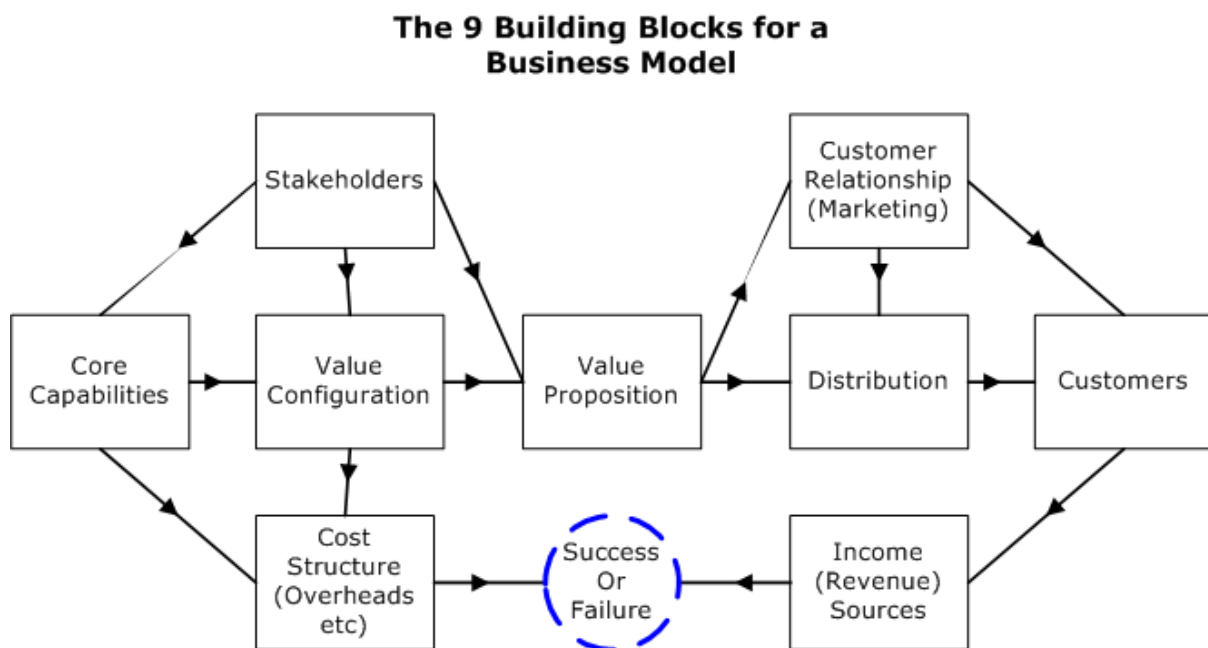 The 9 Building Blocks for a
Business Model
Stakeholders
Customer
Relationship
(Marketing)
Core
Capabilities
Value
Configuration
Value
Proposition
Distribution
Customers
Cost
Structure
(Overheads
etc)
Success
Or
Failure
Income
(Revenue)
Sources